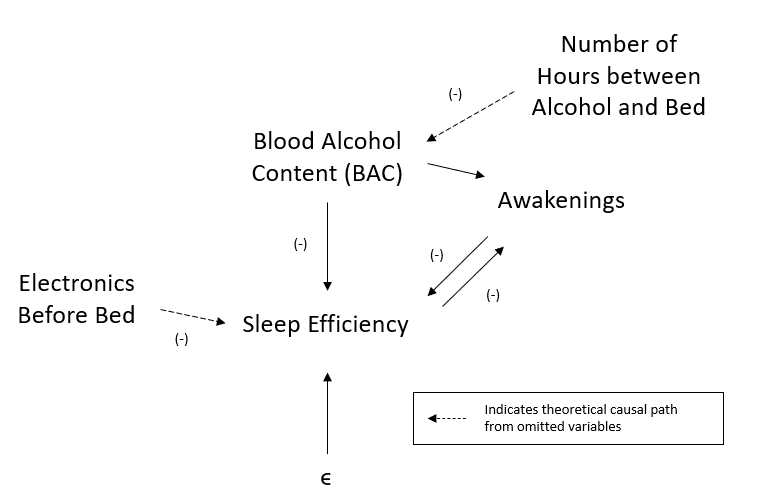 Number of
Hours between
Alcohol and Bed
(-)
Blood Alcohol
Content (BAC)
Awakenings
(-)
(-)
(-)
Electronics
Before Bed
(-)
Sleep Efficiency
Indicates theoretical causal path
from omitted variables
ϵ